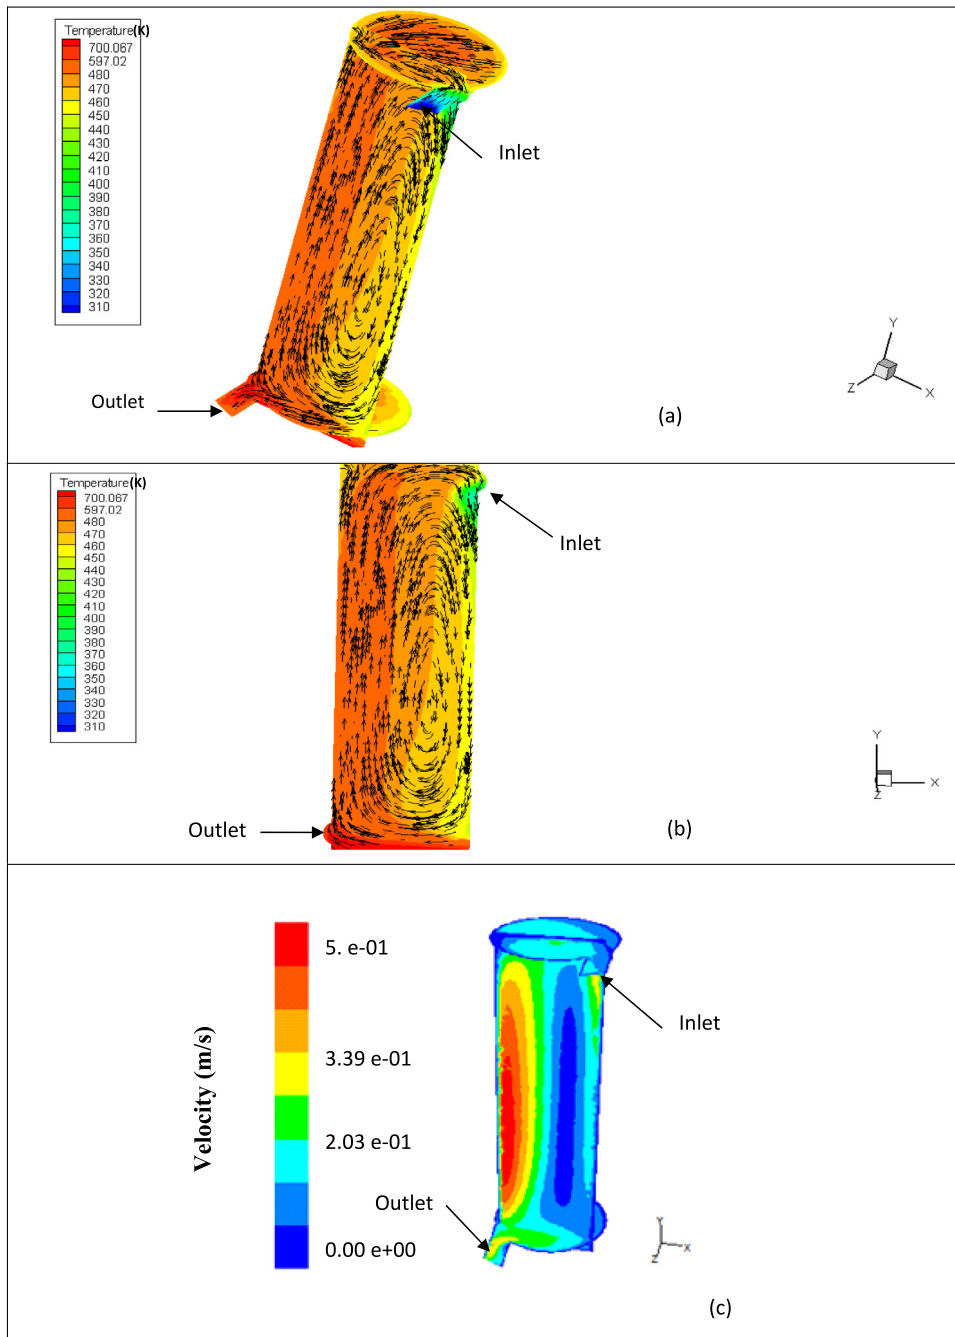 Temperature(K)
700.067
597.02
480
470
460
450
440
430
420
410
400
390
380
370
360
350
340
330
320
310
Inlet
Outlet
Y
Z
X
(a)
Temperature(K)
700.067
597.02
480
470
460
450
440
430
420
410
400
390
380
370
360
350
340
330
320
310
Inlet
Outlet
Y
X
Z
(b)
Velocity (m/s)
5. e-01
3.39 e-01
2.03 e-01
0.00 e+00
Inlet
Outlet
Y
X
Z
(c)